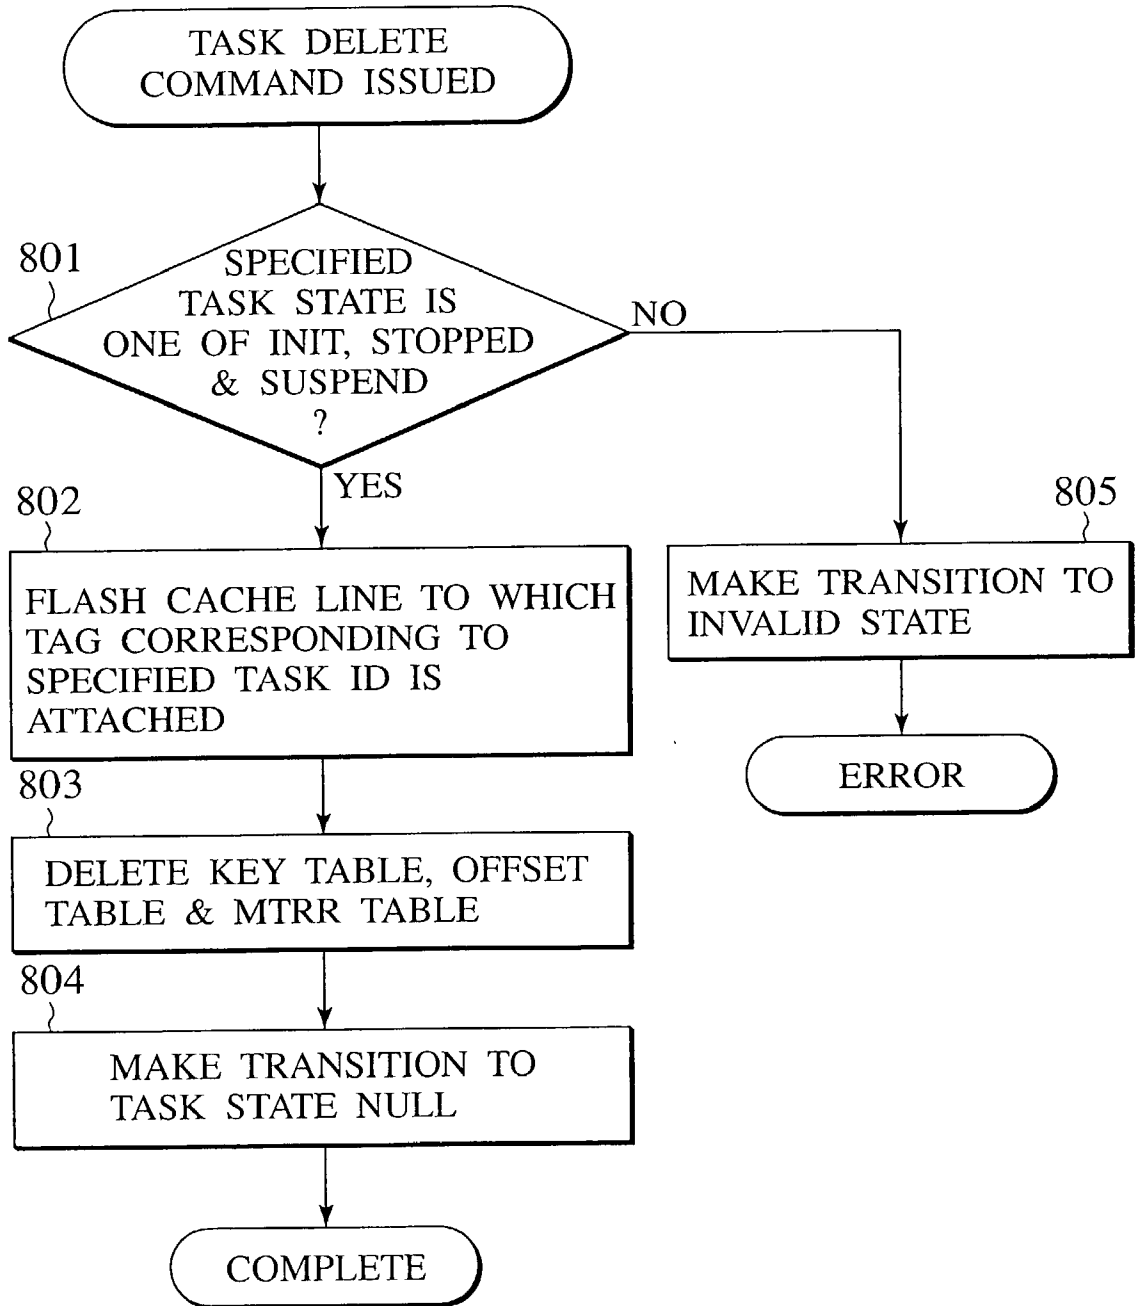 TASK DELETE
COMMAND ISSUED
801
SPECIFIED
TASK STATE IS
ONE OF INIT, STOPPED
& SUSPEND
?
NO
YES
802
FLASH CACHE LINE TO WHICH
TAG CORRESPONDING TO
SPECIFIED TASK ID IS
ATTACHED
805
MAKE TRANSITION TO
INVALID STATE
ERROR
803
DELETE KEY TABLE, OFFSET
TABLE & MTRR TABLE
804
MAKE TRANSITION TO
TASK STATE NULL
COMPLETE